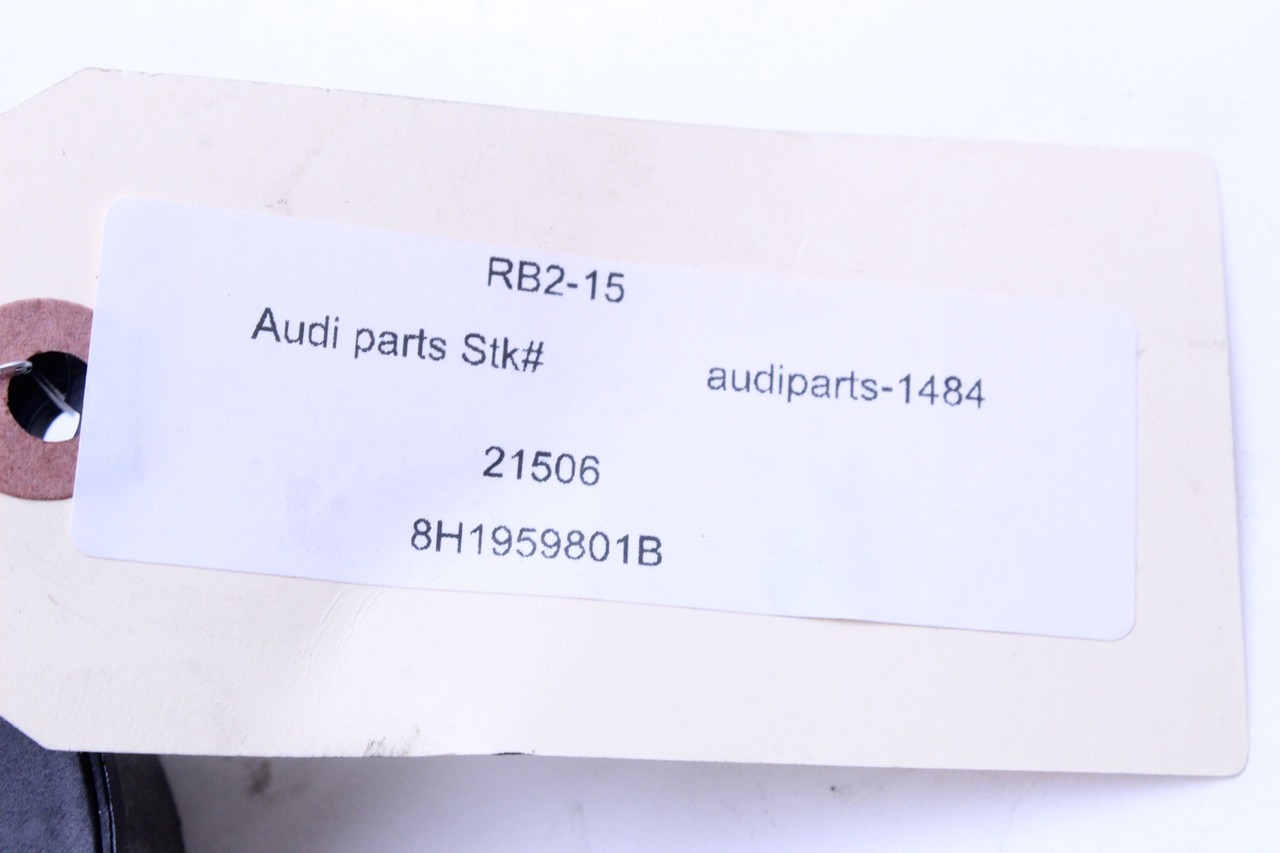 RB2-15
Audi parts Stk# audiparts-1484
21506
8H1959801B